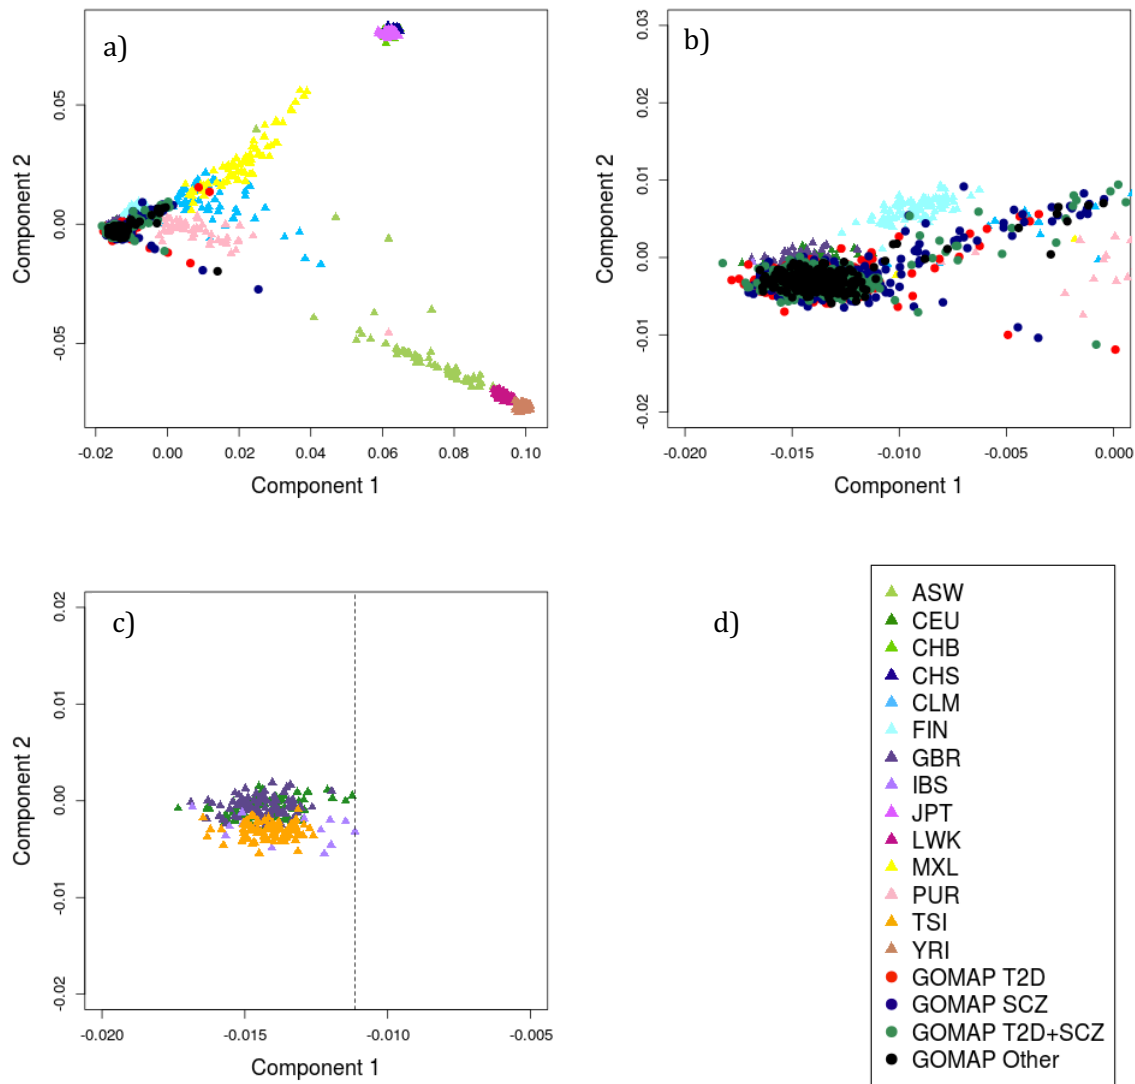 a)
Component 2
0.05
0.00
-0.05
-0.02 0.00 0.02 0.04 0.06 0.08 0.10
Component 1
b)
Component 2
0.03
0.02
0.01
0.00
-0.01
-0.02
-0.020 -0.015 -0.010 -0.005 0.000
Component 1
c)
Component 2
0.02
0.01
0.00
-0.01
-0.02
-0.020 -0.015 -0.010 -0.005
Component 1
d)
ASW
CEU
CHB
CHS
CLM
FIN
GBR
IBS
JPT
LWK
MXL
PUR
TSI
YRI
GOMAP T2D
GOMAP SCZ
GOMAP T2D+SCZ
GOMAP Other